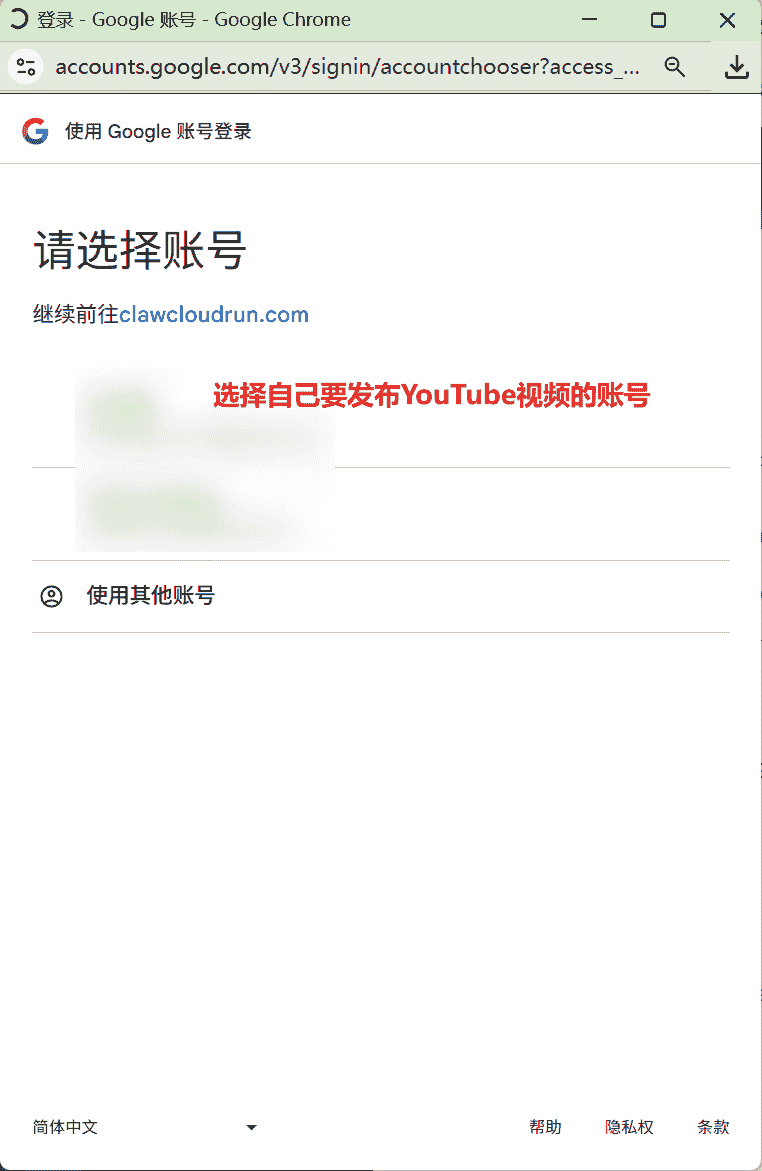 登录 - Google 账号 - Google Chrome
accounts.google.com/v3/signin/accountchooser?access_...
使用 Google 账号登录
请选择账号
继续前往clawcloudrun.com
选择自己要发布YouTube视频的账号
使用其他账号
简体中文
帮助 隐私权 条款